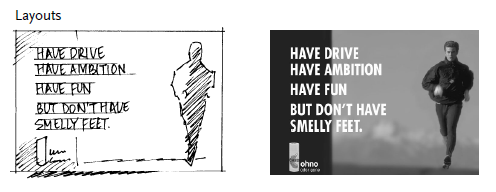 Layouts
HAVE DRIVE
HAVE AMBITION
HAVE FUN
BUT DON'T HAVE
SMELLY FEET.
HAVE DRIVE
HAVE AMBITION
HAVE FUN
BUT DON'T HAVE
SMELLY FEET.
ohno